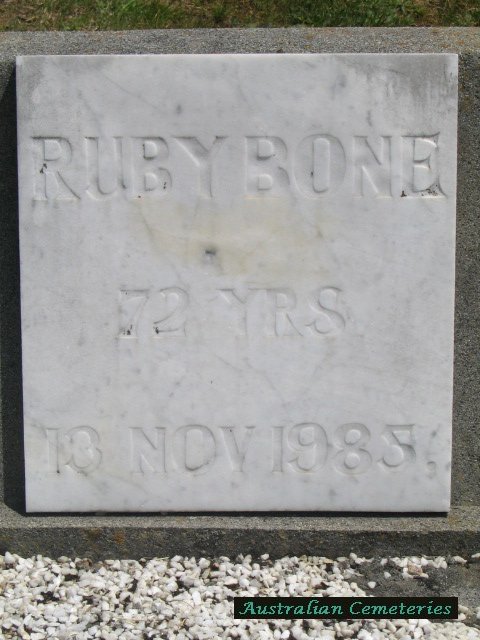 RUBY BONE
72 YRS.
13 NOV 1985.
Australian Cemeteries